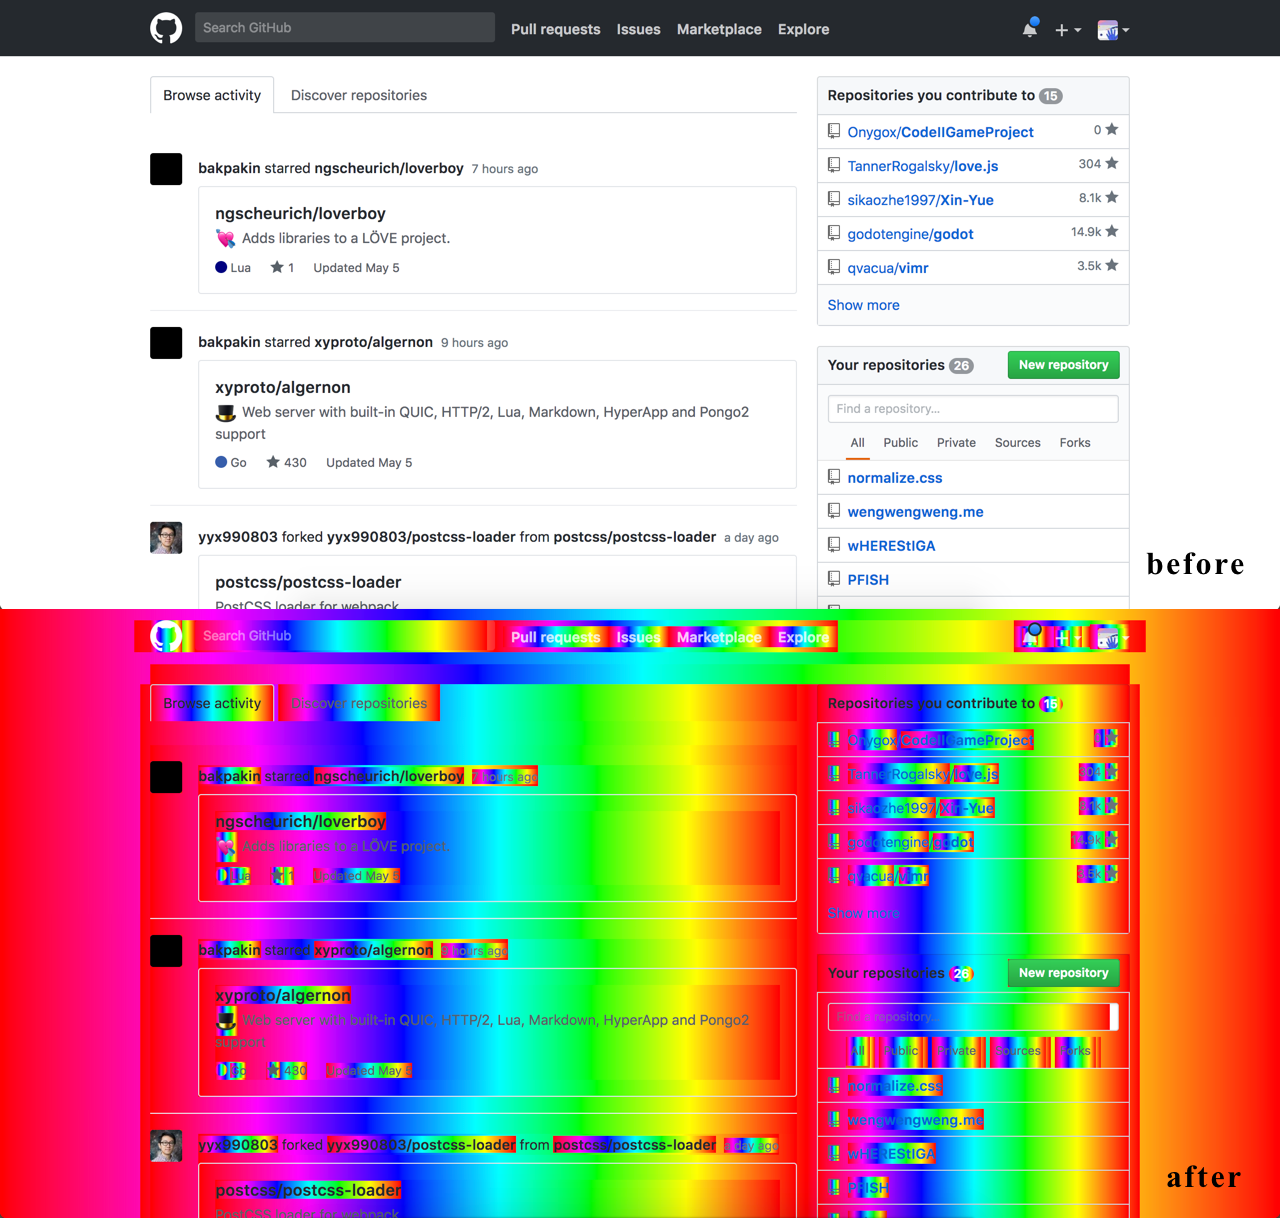 Search GitHub
Pull requests Issues Marketplace Explore
Browse activity Discover repositories
bakpakin starred ngscheurich/loverboy 7 hours ago
ngscheurich/loverboy
Adds libraries to a LÖVE project.
Lua 1 Updated May 5
bakpakin starred xyproto/algernon 9 hours ago
xyproto/algernon
Web server with built-in QUIC, HTTP/2, Lua, Markdown, HyperApp and Pongo2
support
Go 430 Updated May 5
yyx990803 forked yyx990803/postcss-loader from postcss/postcss-loader a day ago
postcss/postcss-loader
PostCSS loader for webpack
Repositories you contribute to 15
Onygox/CodeIIGameProject 0
TannerRogalsky/love.js 304
sikaozhe1997/Xin-Yue 8.1k
godotengine/godot 14.9k
qvacua/vimr 3.5k
Show more
Your repositories 26 New repository
Find a repository...
All Public Private Sources Forks
normalize.css
wengwengweng.me
wHEREStIGA
PFISH
before
Search GitHub
Pull requests Issues Marketplace Explore
Browse activity Discover repositories
bakpakin starred ngscheurich/loverboy 7 hours ago
ngscheurich/loverboy
Adds libraries to a LÖVE project.
Lua 1 Updated May 5
bakpakin starred xyproto/algernon 9 hours ago
xyproto/algernon
Web server with built-in QUIC, HTTP/2, Lua, Markdown, HyperApp and Pongo2
support
Go 430 Updated May 5
yyx990803 forked yyx990803/postcss-loader from postcss/postcss-loader a day ago
postcss/postcss-loader
PostCSS loader for webpack
Repositories you contribute to 15
Onygox/CodeIIGameProject 0
TannerRogalsky/love.js 304
sikaozhe1997/Xin-Yue 8.1k
godotengine/godot 14.9k
qvacua/vimr 3.5k
Show more
Your repositories 26 New repository
Find a repository...
All Public Private Sources Forks
normalize.css
wengwengweng.me
wHEREStIGA
PFISH
after